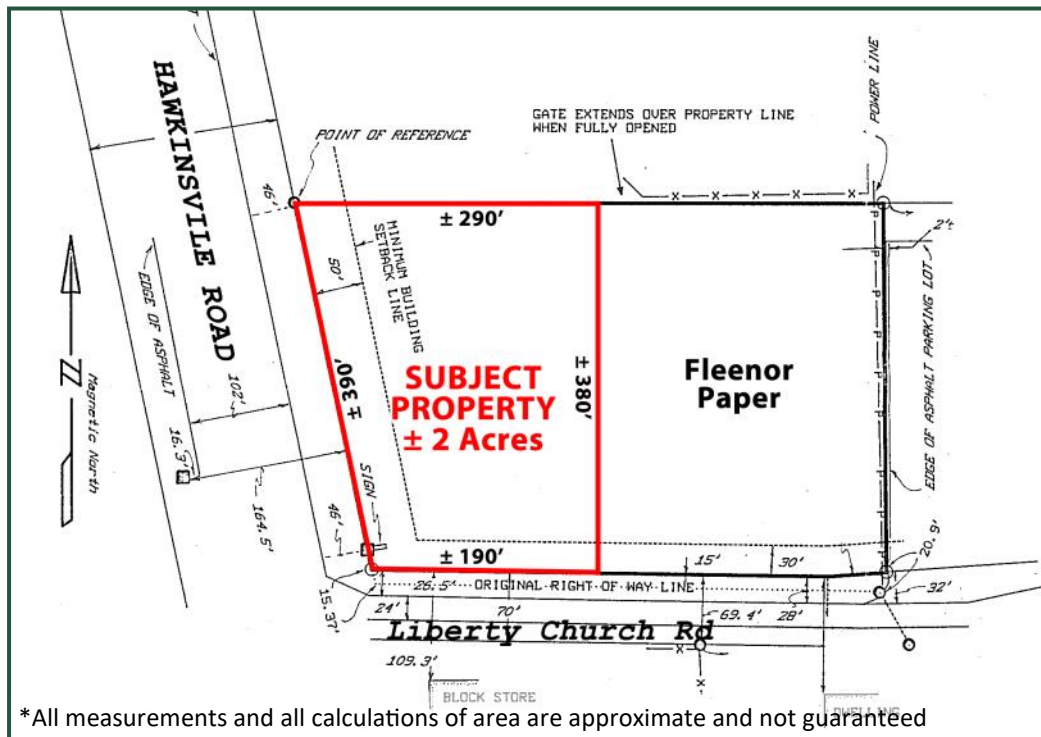 HAWKINSVILE ROAD
46'
POINT OF REFERENCE
GATE EXTENDS OVER PROPERTY LINE
WHEN FULLY OPENED
POWER LINE
± 290'
MINIMUM BUILDING
SETBACK LINE
50'
EDGE OF ASPHALT
Magnetic North
N
102'
16.3'
164.5'
± 390'
SUBJECT
PROPERTY
± 2 Acres
± 380'
Fleenor
Paper
X X X X X
P
P
P
P
P
P
P
EDGE OF ASPHALT PARKING LOT
SIGN
46'
± 190'
15'
30'
20.9'
26.5'
ORIGINAL RIGHT OF WAY LINE
15.37'
24'
70'
69.4'
28'
32'
Liberty Church Rd
X
X
109.3'
BLOCK STORE
DWELLING
*All measurements and all calculations of area are approximate and not guaranteed